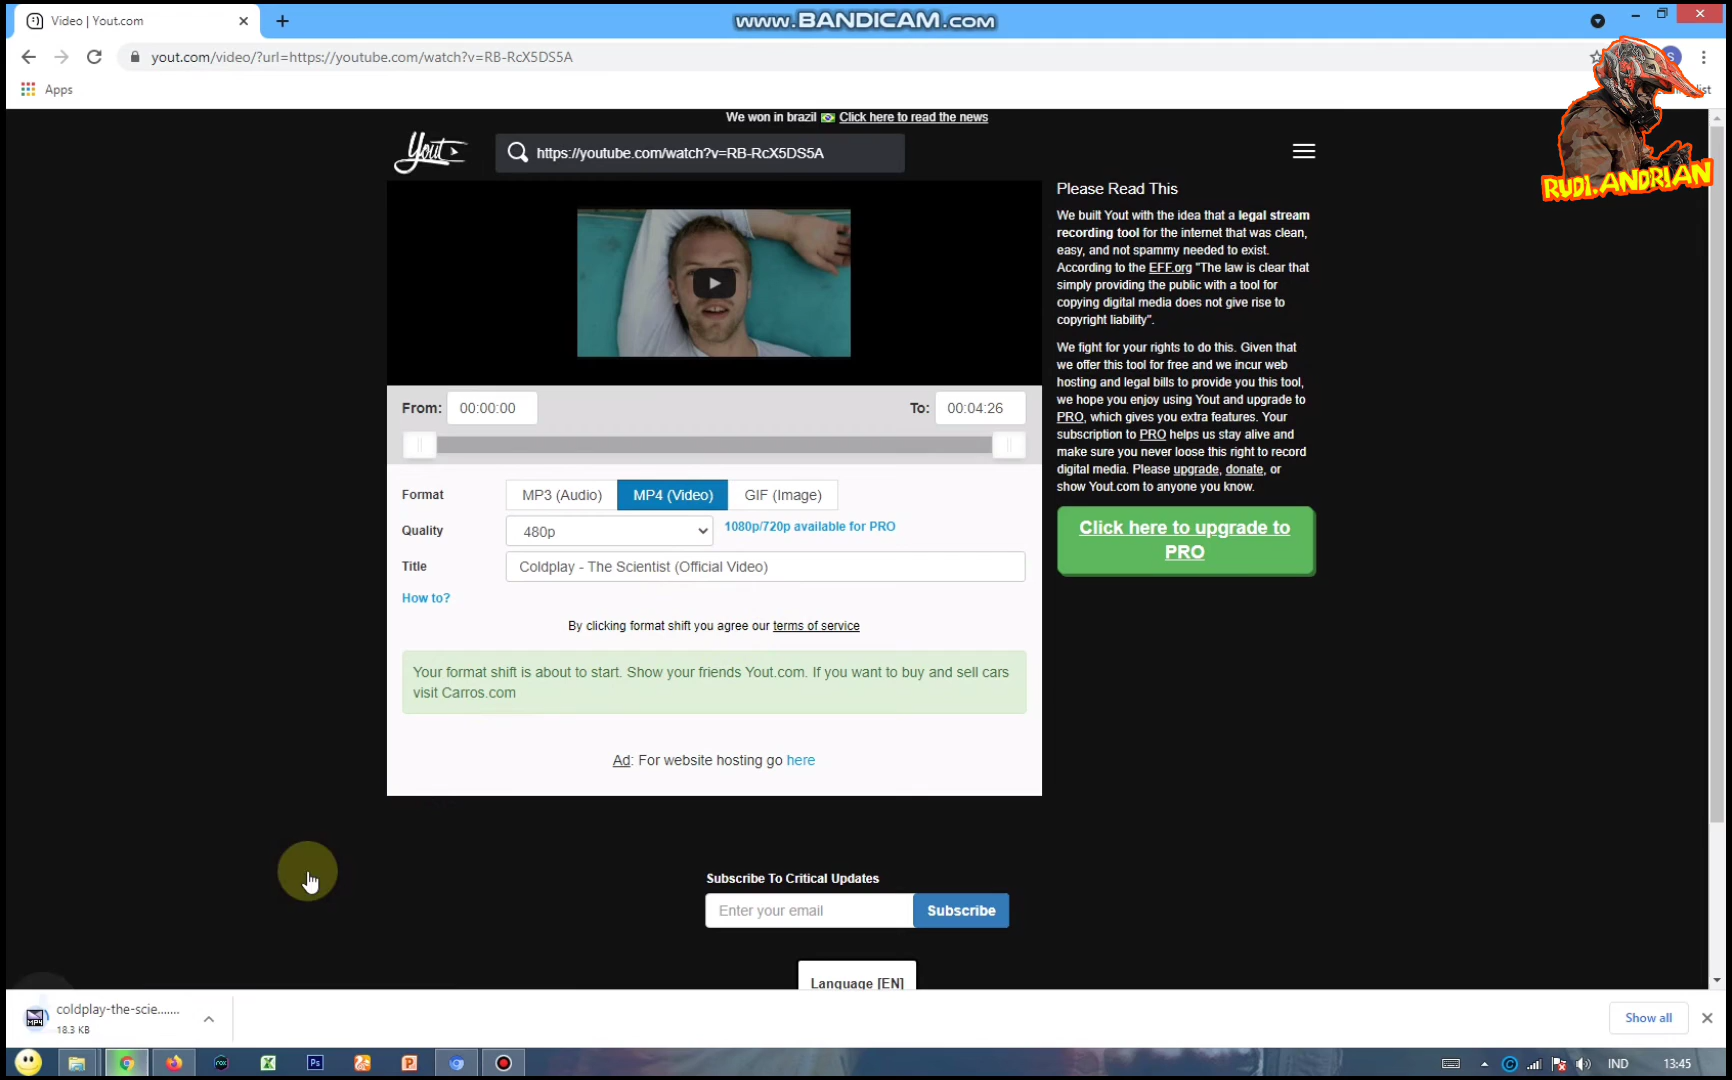 Video | Yout.com
www.BANDICAM.com
yout.com/video/?url=https://youtube.com/watch?v=RB-RcX5DS5A
S
Apps
RUDI.ANDRIAN
We won in brazil Click here to read the news
Yout
https://youtube.com/watch?v=RB-RcX5DS5A
Please Read This
We built Yout with the idea that a legal stream
recording tool for the internet that was clean,
easy, and not spammy needed to exist.
According to the EFF.org "The law is clear that
simply providing the public with a tool for
copying digital media does not give rise to
copyright liability".
We fight for your rights to do this. Given that
we offer this tool for free and we incur web
hosting and legal bills to provide you this tool,
we hope you enjoy using Yout and upgrade to
PRO, which gives you extra features. Your
subscription to PRO helps us stay alive and
make sure you never loose this right to record
digital media. Please upgrade, donate, or
show Yout.com to anyone you know.
Click here to upgrade to
PRO
From: 00:00:00
To: 00:04:26
Format MP3 (Audio) MP4 (Video) GIF (Image)
Quality 480p 1080p/720p available for PRO
Title Coldplay - The Scientist (Official Video)
How to?
By clicking format shift you agree our terms of service
Your format shift is about to start. Show your friends Yout.com. If you want to buy and sell cars
visit Carros.com
Ad: For website hosting go here
Subscribe To Critical Updates
Enter your email Subscribe
Language [EN]
MP4
coldplay-the-scie.......
18.3 KB
Show all
Ps
IND
13:45